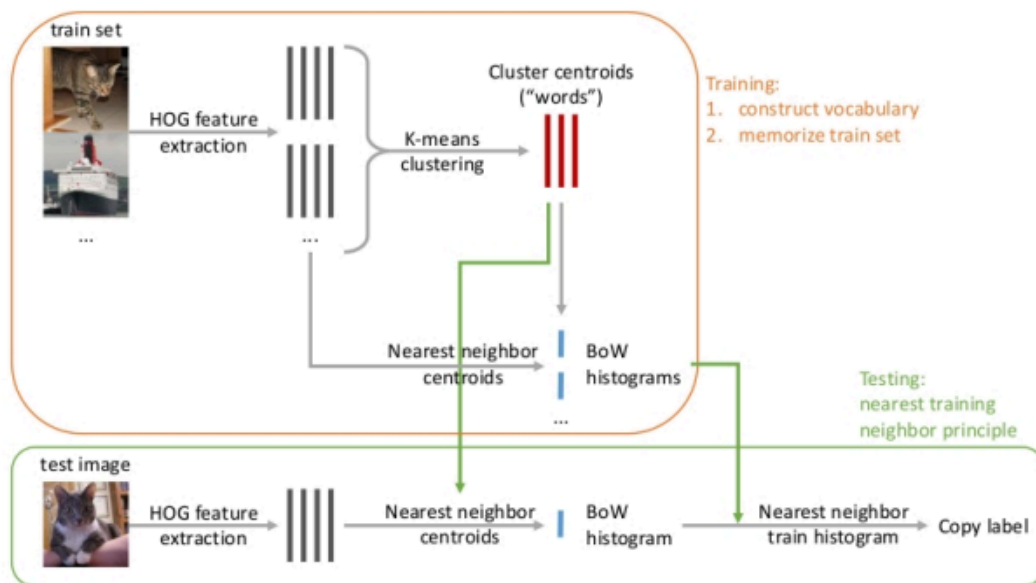 train set
HOG feature
extraction
...
...
K-means
clustering
Cluster centroids
(“words”)
Training:
1. construct vocabulary
2. memorize train set
Nearest neighbor
centroids
BoW
histograms
...
Testing:
nearest training
neighbor principle
test image
HOG feature
extraction
Nearest neighbor
centroids
BoW
histogram
Nearest neighbor
train histogram
Copy label